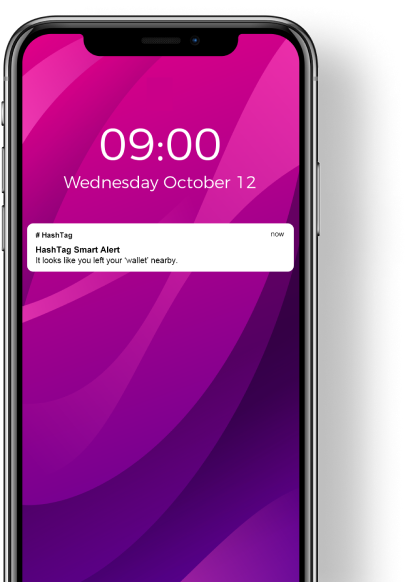 09:00
Wednesday October 12
# HashTag now
HashTag Smart Alert
It looks like you left your 'wallet' nearby.